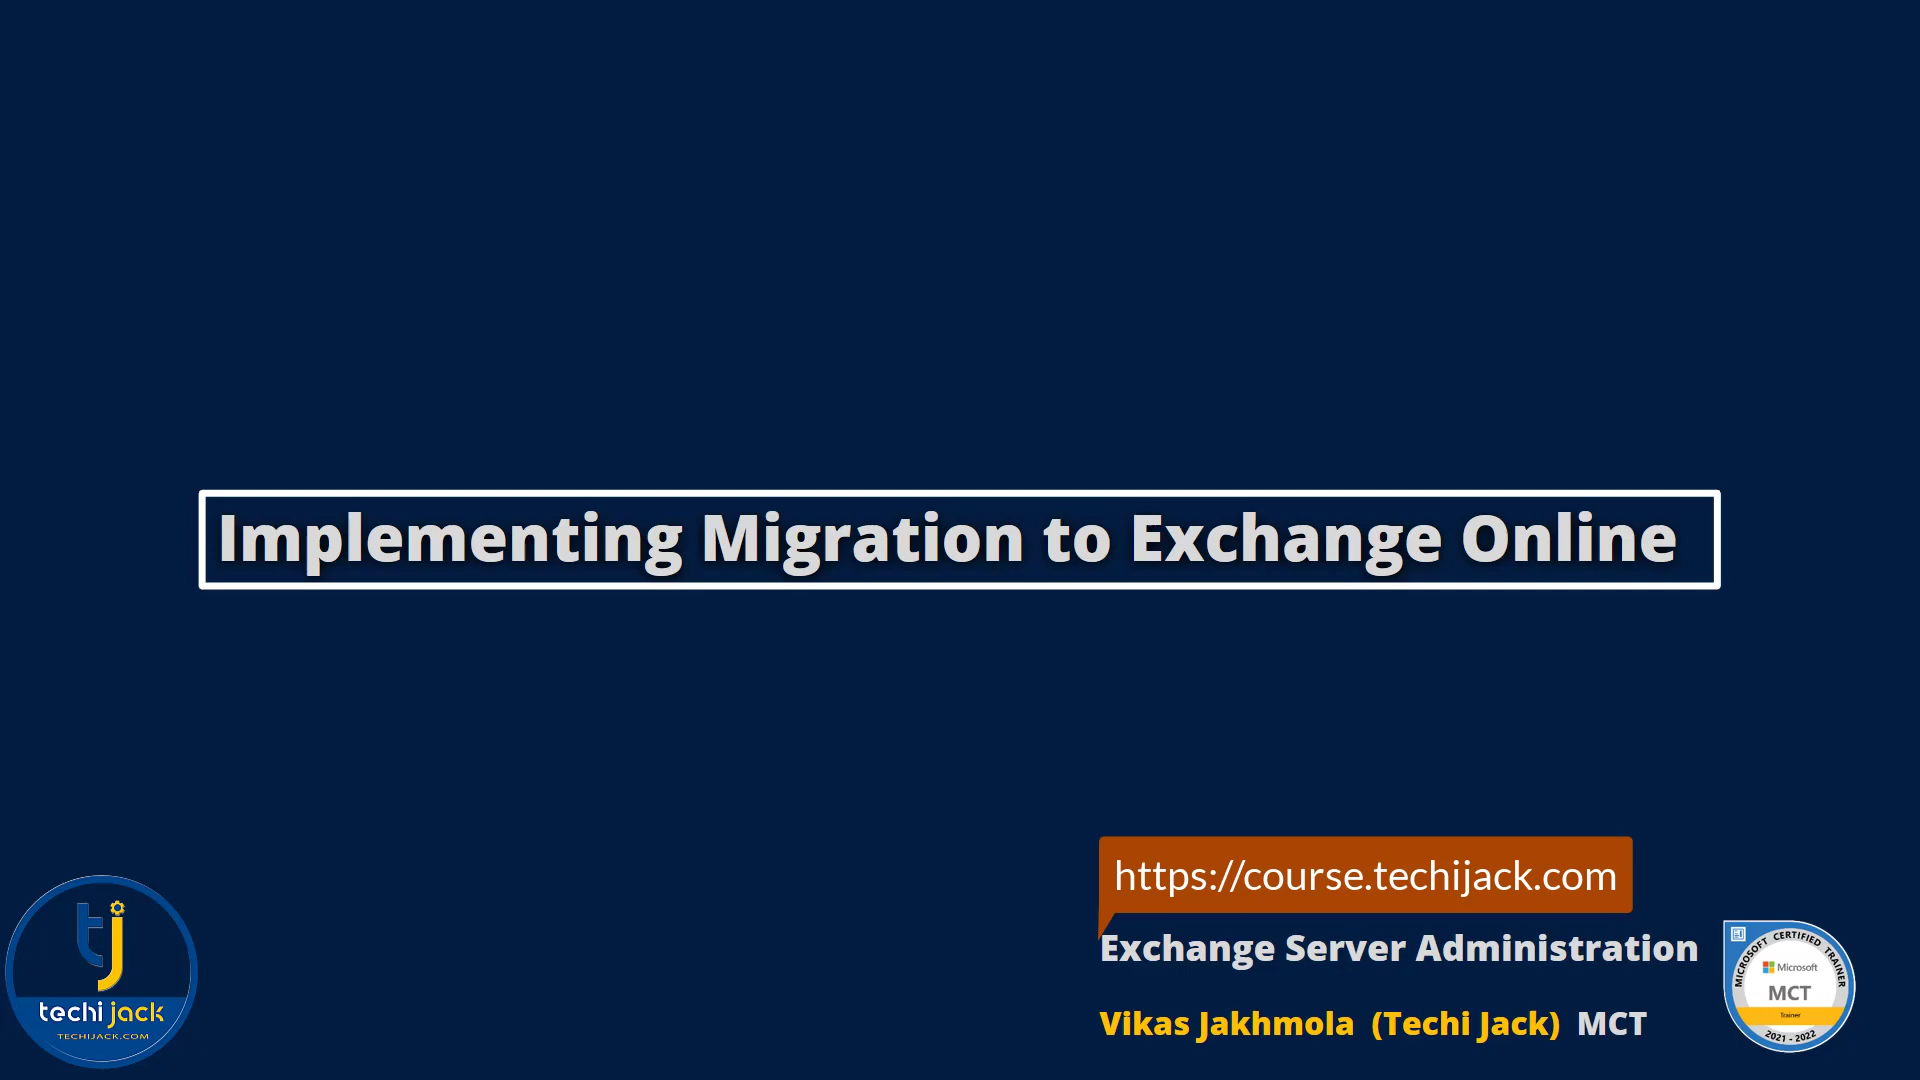 Implementing Migration to Exchange Online
https://course.techijack.com
Exchange Server Administration
Vikas Jakhmola (Techi Jack) MCT
tj
techi jack
TECHIJACK.COM
MICROSOFT CERTIFIED TRAINER
Microsoft
MCT
Trainer
2021 - 2022